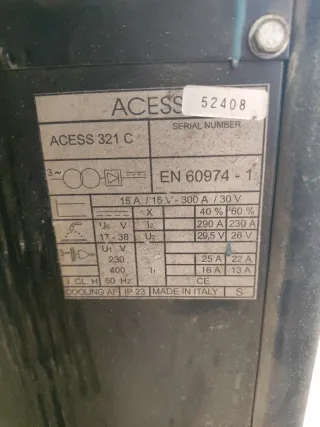 ACESS 52408
ACESS 321 C SERIAL NUMBER
3~ EN 60974 - 1
15 A / 15 V - 300 A / 30 V
X 40 % 60 %
U₀ V I₂ 290 A 230 A
17 - 38 U₂ 29,5 V 26 V
3~ U₁ V
230 25 A 22 A
400 I₁ 16 A 13 A
CL H 50 Hz CE
COOLING AF IP 23 MADE IN ITALY S